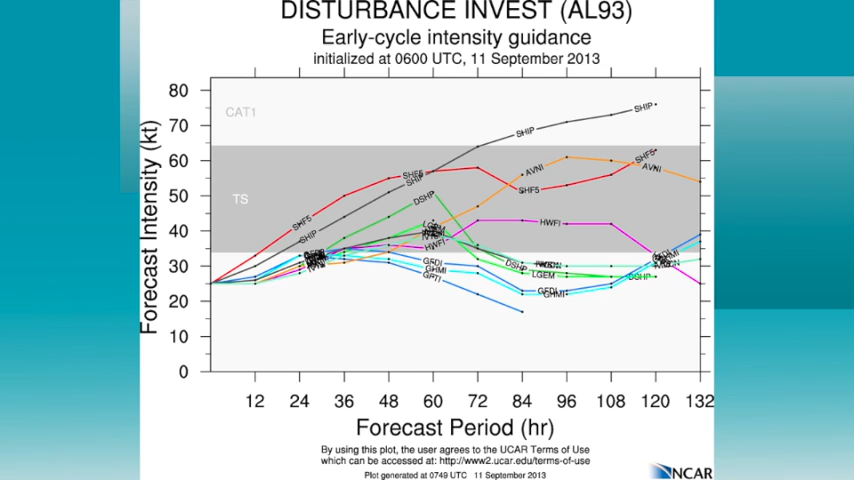 DISTURBANCE INVEST (AL93)
Early-cycle intensity guidance
initialized at 0600 UTC, 11 September 2013
Forecast Intensity (kt)
80
70
60
50
40
30
20
10
0
CAT1
TS
SHF5
SHIP
SHF5
SHIP
DSHP
HWFI
GFDI
GHMI
GFTI
SHIP
AVNI
SHF5
DSHP
HWFI
LGEM
GFDI
GHMI
SHIP
SHF5
AVNI
DSHP
12 24 36 48 60 72 84 96 108 120 132
Forecast Period (hr)
By using this plot, the user agrees to the UCAR Terms of Use
which can be accessed at: http://www2.ucar.edu/terms-of-use
Plot generated at 0749 UTC 11 September 2013
NCAR